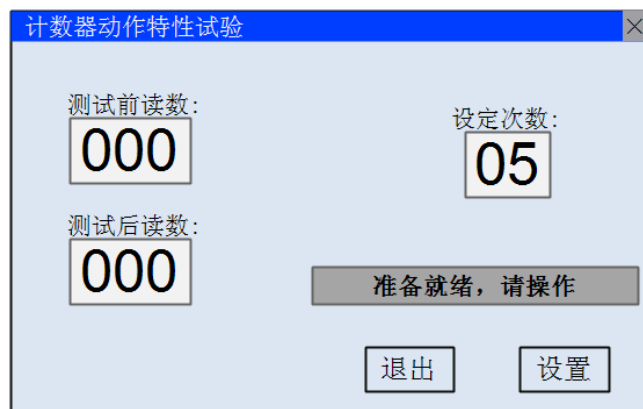 计数器动作特性试验
测试前读数:
000
设定次数:
05
测试后读数:
000
准备就绪，请操作
退出
设置